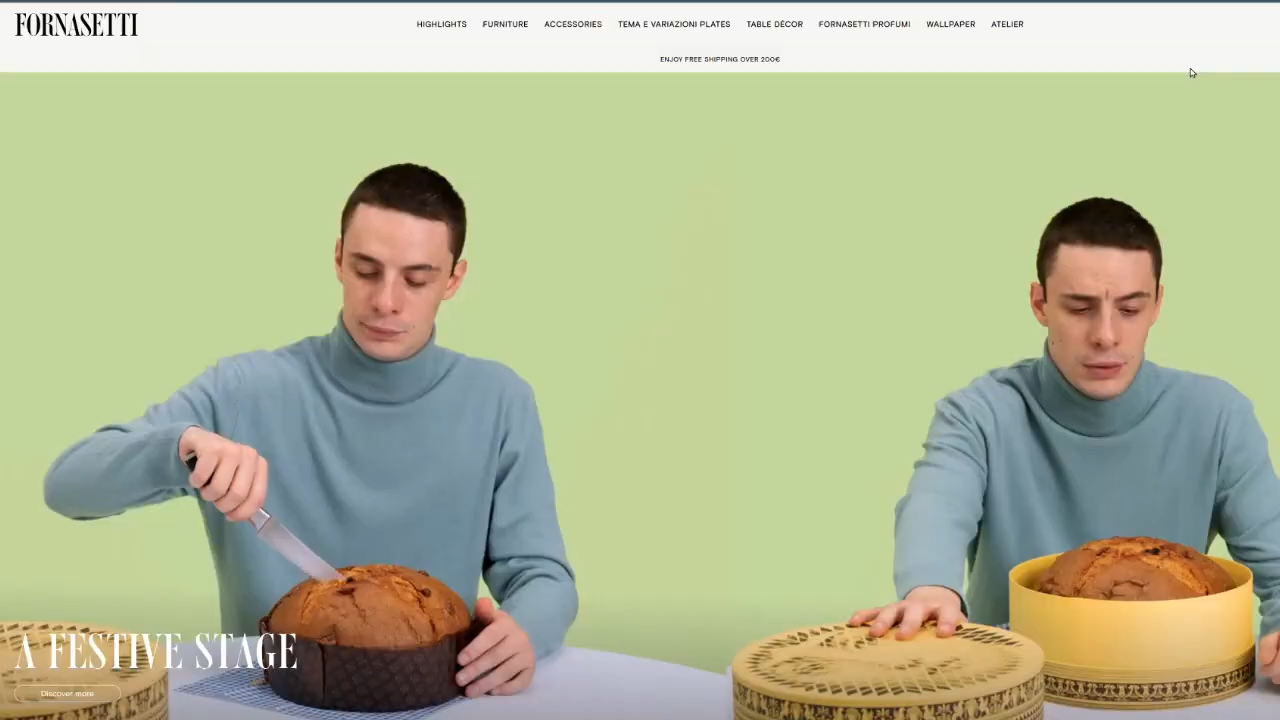 FORNASETTI
HIGHLIGHTS FURNITURE ACCESSORIES TEMA E VARIAZIONI PLATES TABLE DÉCOR FORNASETTI PROFUMI WALLPAPER ATELIER
ENJOY FREE SHIPPING OVER 200€
A FESTIVE STAGE
Discover more